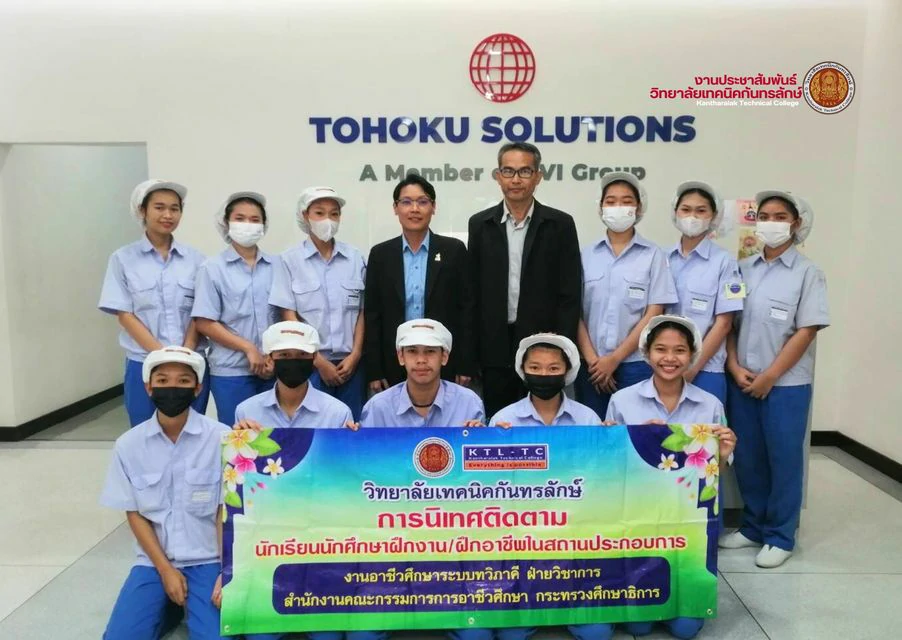 งานประชาสัมพันธ์
วิทยาลัยเทคนิคกันทรลักษ์
Kantharalak Technical College
TOHOKU SOLUTIONS
A Member VI Group
KTL-TC
Kantharalak Technical College
Everything is possible
วิทยาลัยเทคนิคกันทรลักษ์
การนิเทศติดตาม
นักเรียนนักศึกษาฝึกงาน/ฝึกอาชีพในสถานประกอบการ
งานอาชีวศึกษาระบบทวิภาคี ฝ่ายวิชาการ
สำนักงานคณะกรรมการการอาชีวศึกษา กระทรวงศึกษาธิการ